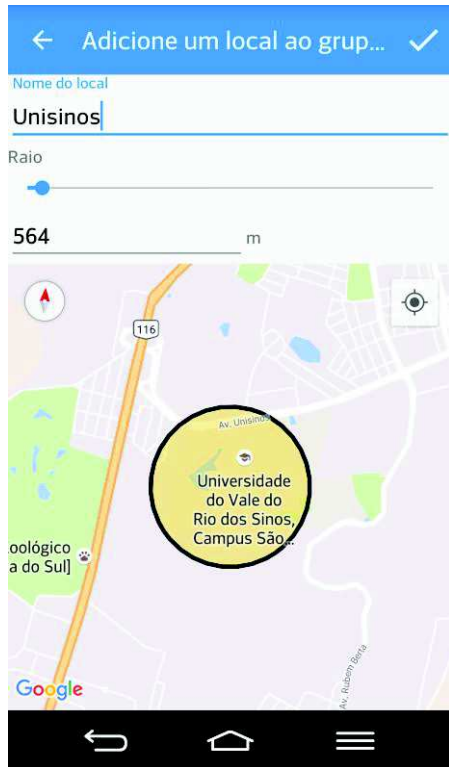 Adicione um local ao grup...
Nome do local
Unisinos
Raio
564 m
116
Av. Unisinos
Universidade
do Vale do
Rio dos Sinos,
Campus São...
oológico
a do Sul]
Av. Rubem Berta
Google